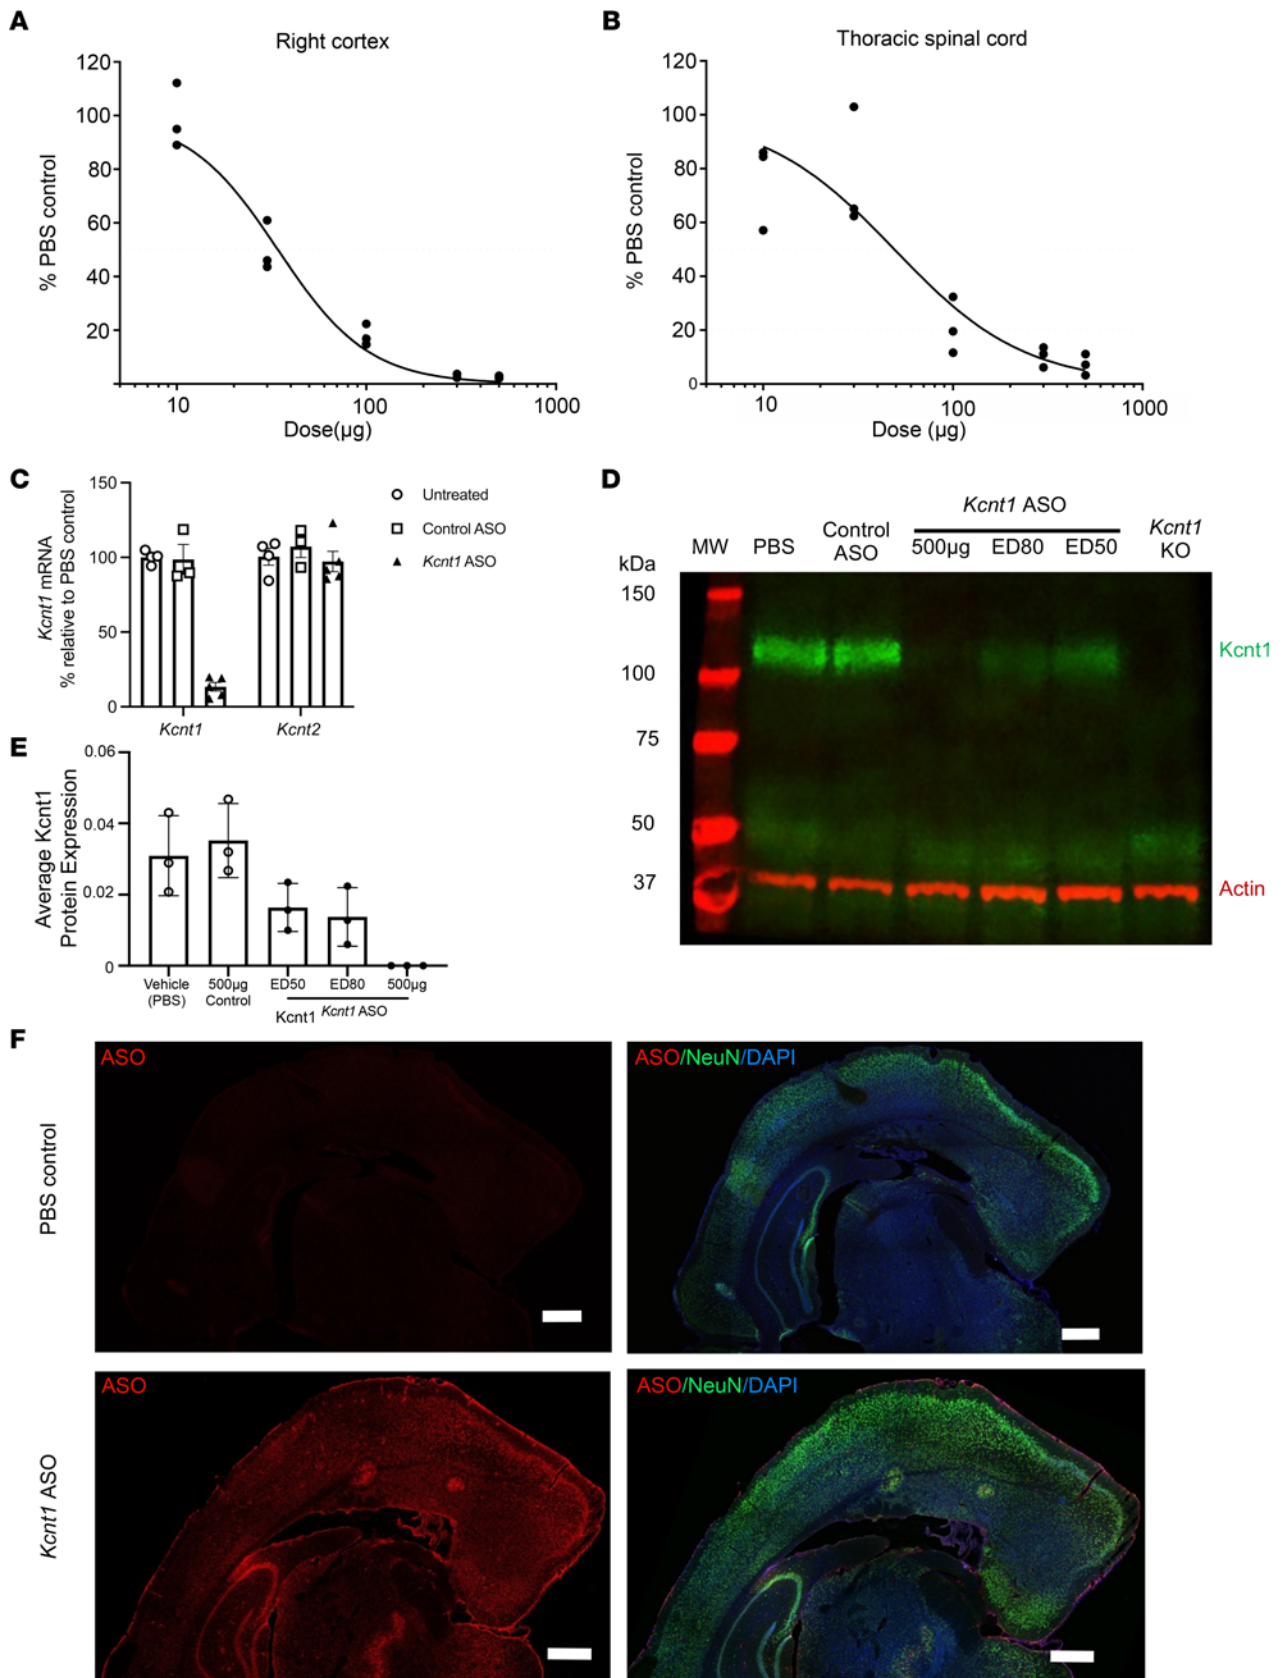 A
Right cortex
120
100
80
60
40
20
% PBS control
10
100
1000
Dose(µg)
B
Thoracic spinal cord
120
100
80
60
40
20
0
% PBS control
10
100
1000
Dose (µg)
C
150
100
50
0
Kcnt1 mRNA
% relative to PBS control
Kcnt1
Kcnt2
Untreated
Control ASO
Kcnt1 ASO
D
Kcnt1 ASO
kDa
MW
PBS
Control
ASO
500µg
ED80
ED50
Kcnt1
KO
150
100
75
50
37
Kcnt1
Actin
E
0.06
0.04
0.02
0
Average Kcnt1
Protein Expression
Vehicle
(PBS)
500µg
Control
ED50
ED80
500µg
Kcnt1 Kcnt1 ASO
F
PBS control
ASO
ASO/NeuN/DAPI
Kcnt1 ASO
ASO
ASO/NeuN/DAPI